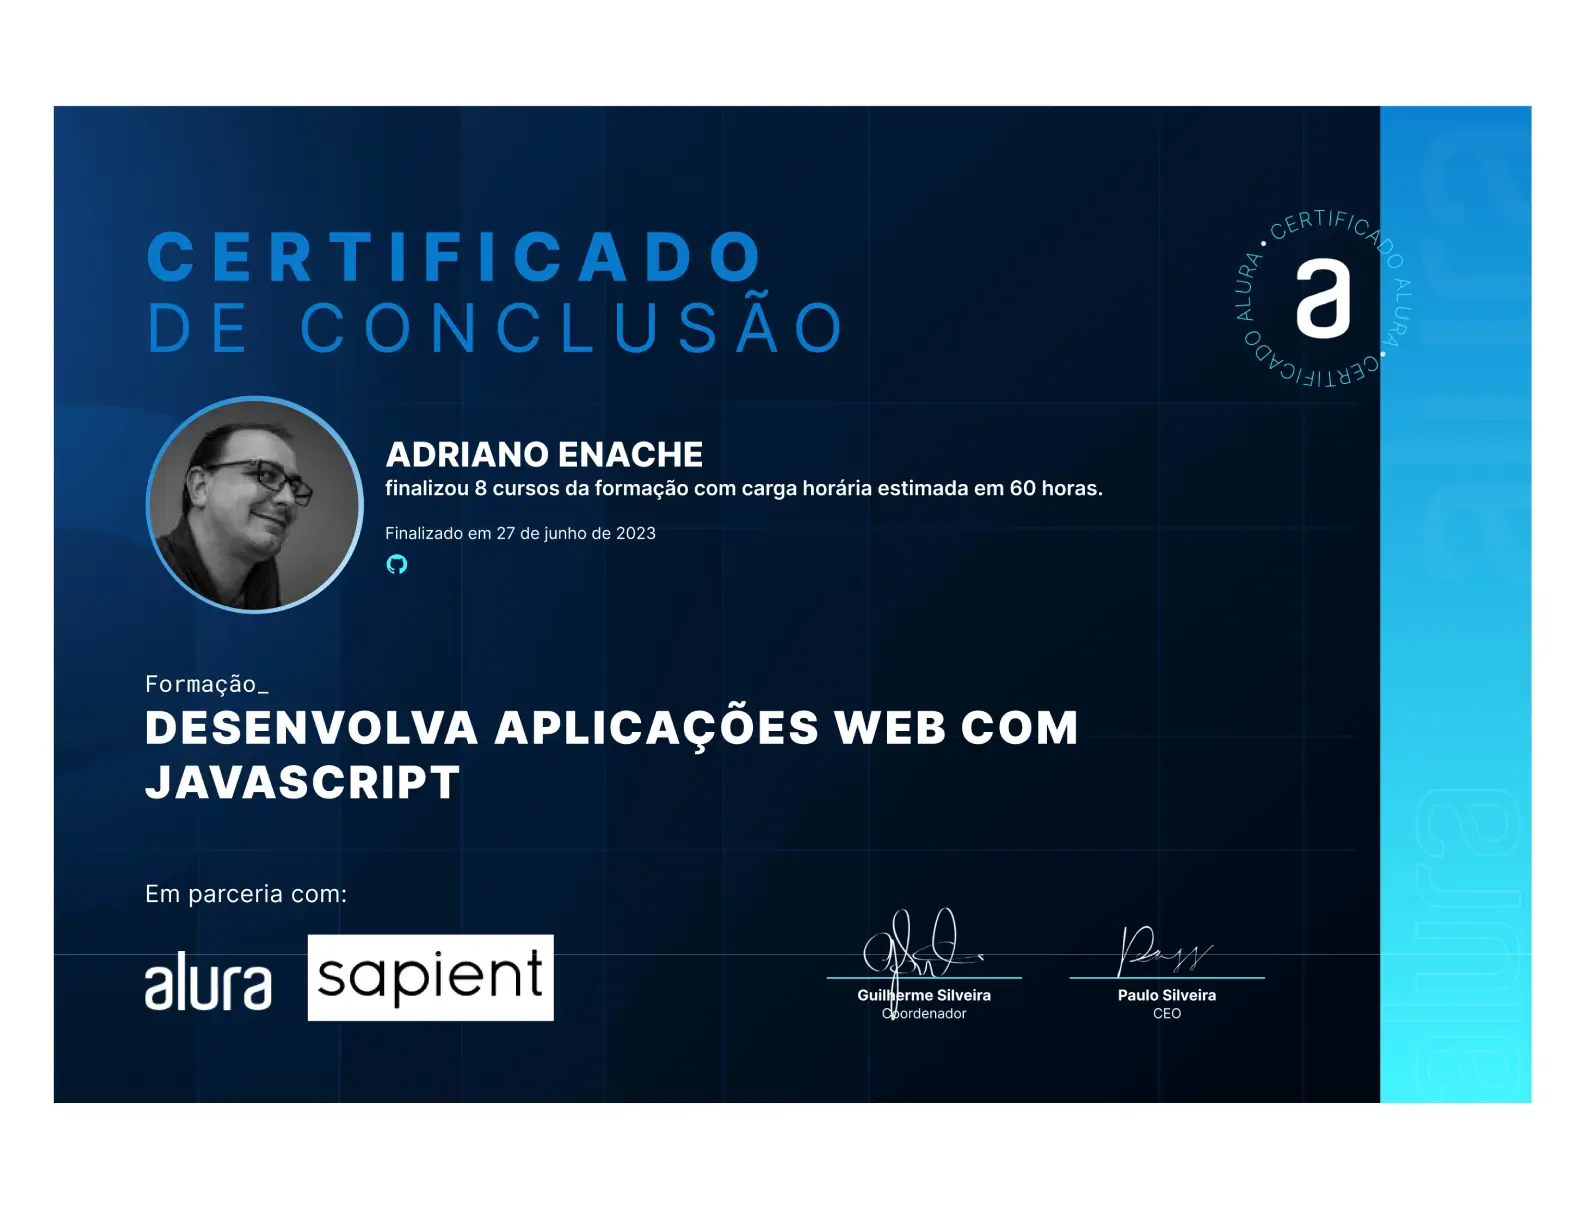 CERTIFICADO
DE CONCLUSÃO
• CERTIFICADO ALURA • CERTIFICADO ALURA
a
ADRIANO ENACHE
finalizou 8 cursos da formação com carga horária estimada em 60 horas.
Finalizado em 27 de junho de 2023
Formação_
DESENVOLVA APLICAÇÕES WEB COM
JAVASCRIPT
Em parceria com:
alura
sapient
Guilherme Silveira
Coordenador
Paulo Silveira
CEO
alura
alura